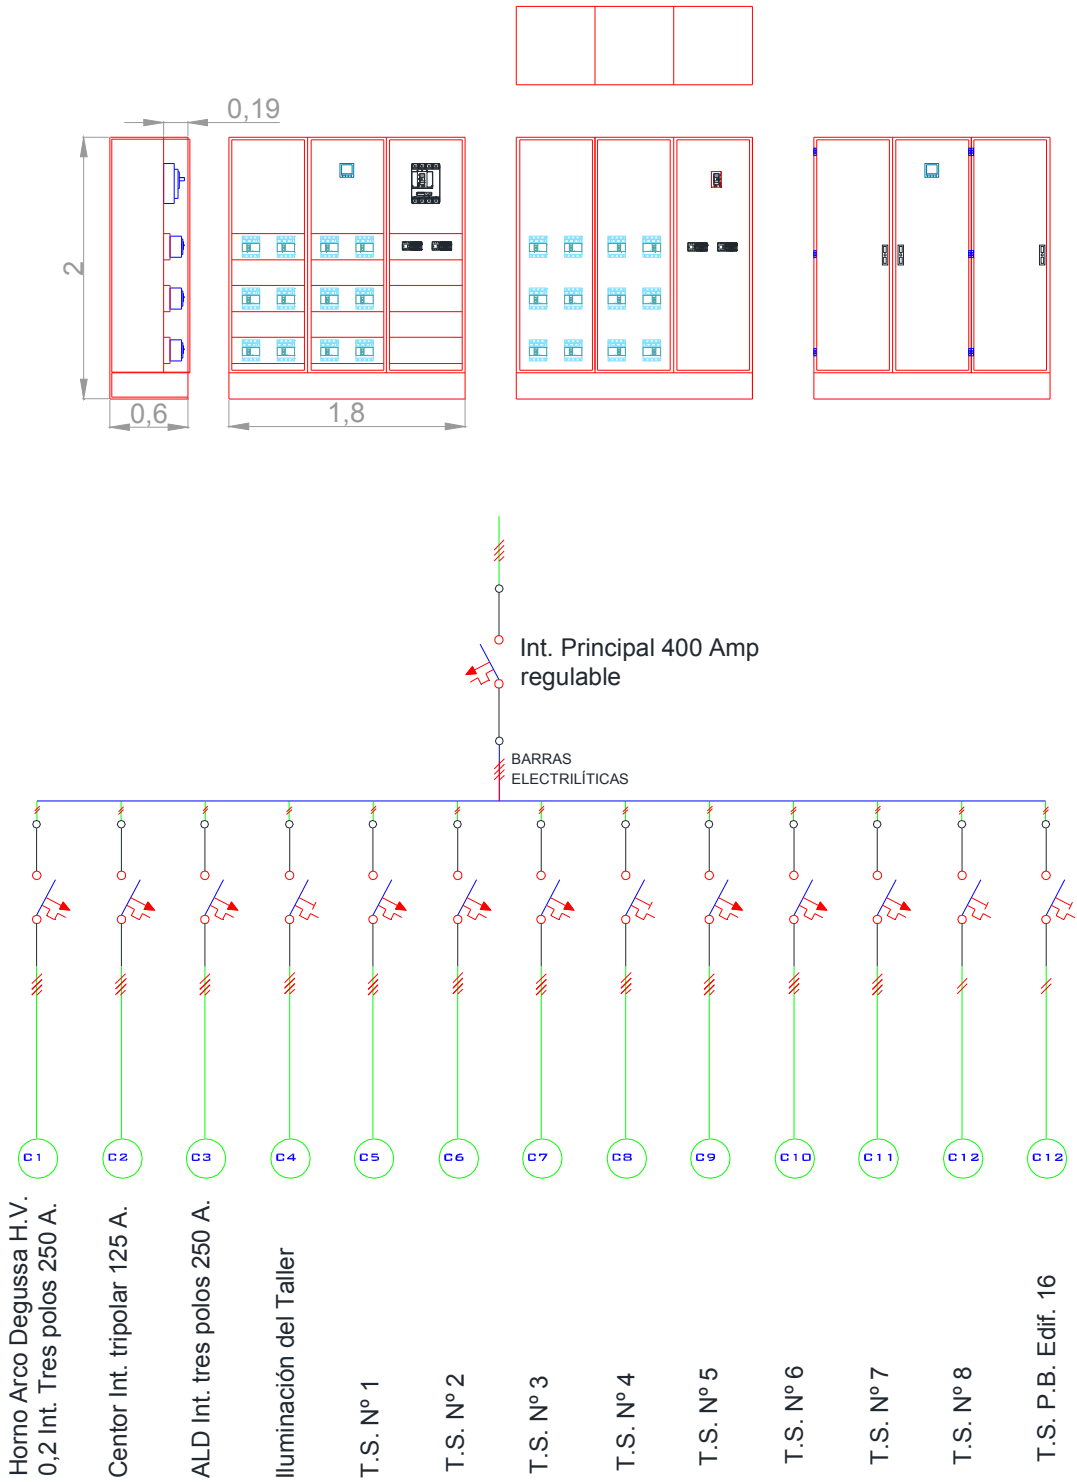 0,19
2
0,6
1,8
Int. Principal 400 Amp
regulable
BARRAS
ELECTRILÍTICAS
C1
C2
C3
C4
C5
C6
C7
C8
C9
C10
C11
C12
C12
Horno Arco Degussa H.V.
0,2 Int. Tres polos 250 A.
Centor Int. tripolar 125 A.
ALD Int. tres polos 250 A.
Iluminación del Taller
T.S. Nº 1
T.S. Nº 2
T.S. Nº 3
T.S. Nº 4
T.S. Nº 5
T.S. Nº 6
T.S. Nº 7
T.S. Nº 8
T.S. P.B. Edif. 16